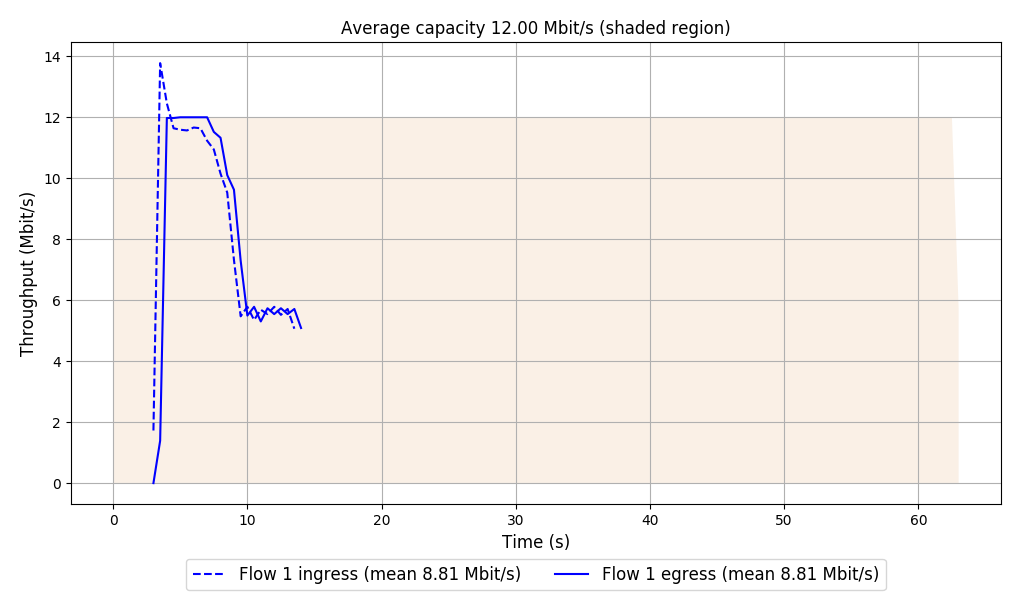 Average capacity 12.00 Mbit/s (shaded region)
Throughput (Mbit/s)
14
12
10
8
6
4
2
0
0 10 20 30 40 50 60
Time (s)
Flow 1 ingress (mean 8.81 Mbit/s) Flow 1 egress (mean 8.81 Mbit/s)